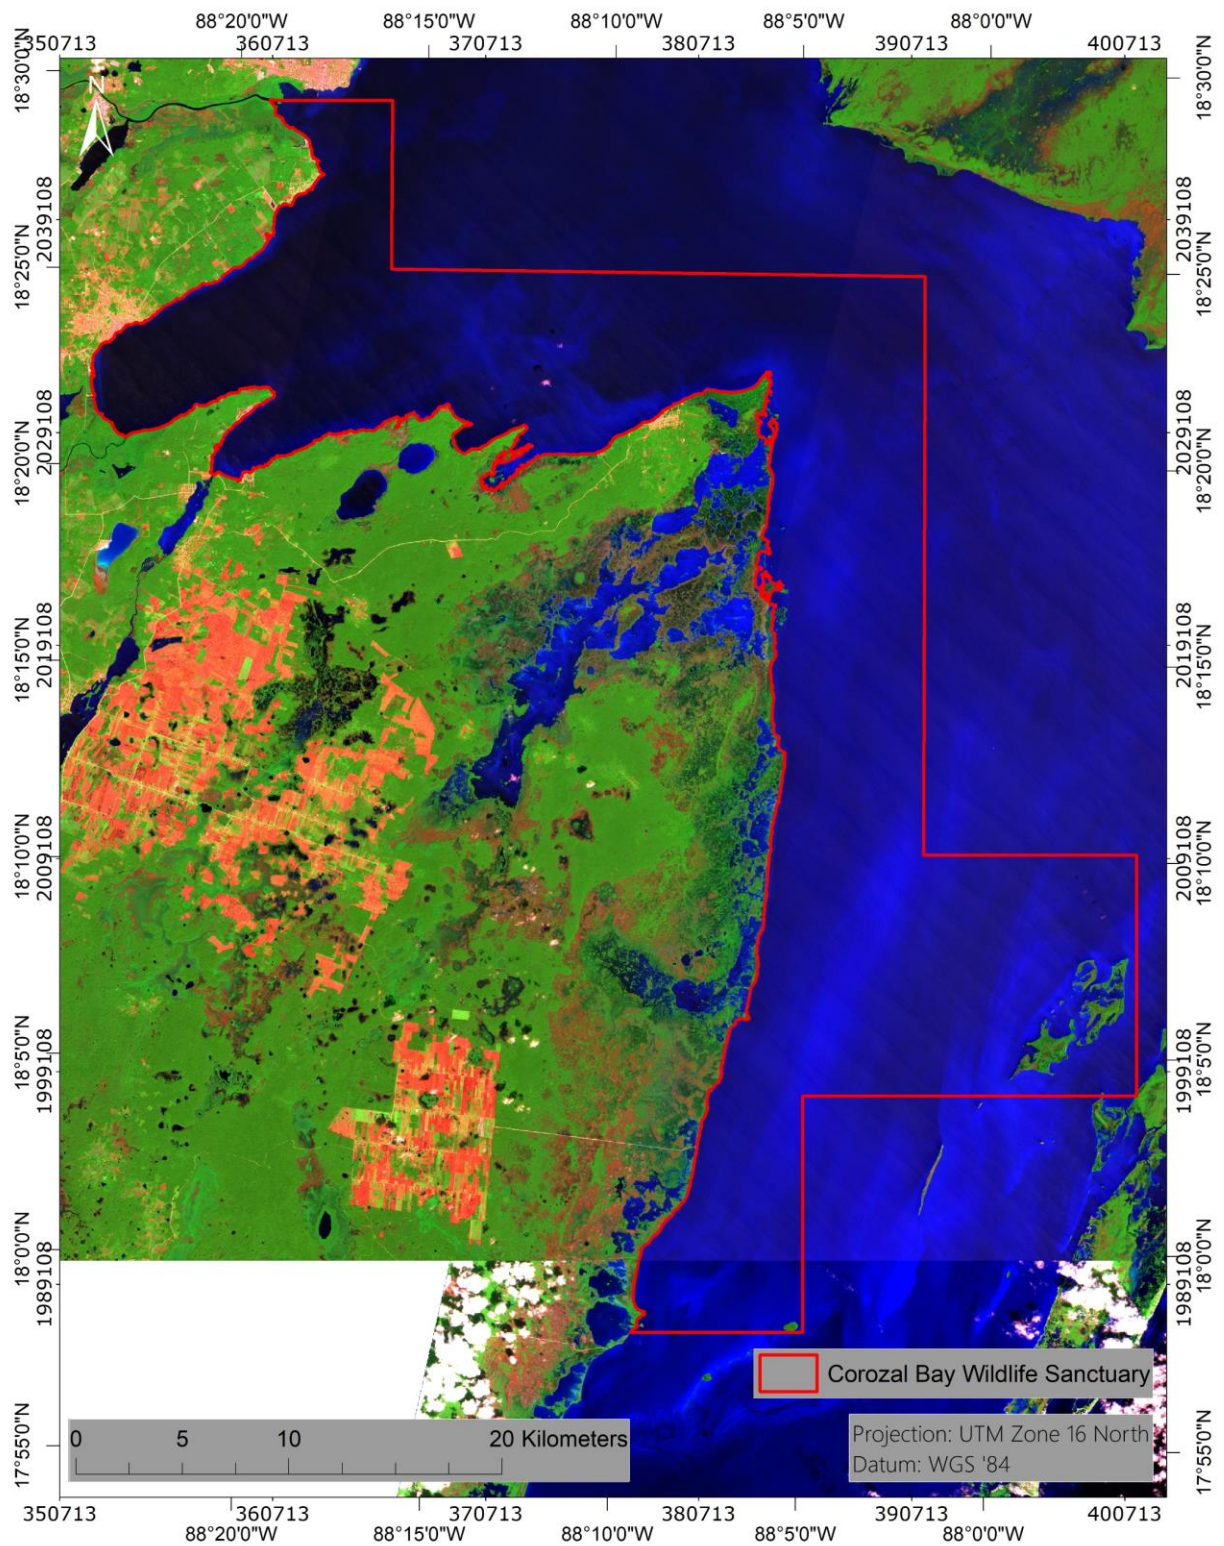 88°20'0"W 88°15'0"W 88°10'0"W 88°5'0"W 88°0'0"W
350713 360713 370713 380713 390713 400713
18°30'0"N
2039108
18°25'0"N
2029108
18°20'0"N
2019108
18°15'0"N
2009108
18°10'0"N
1999108
18°5'0"N
1989108
18°0'0"N
17°55'0"N
N
18°30'0"N
2039108
18°25'0"N
2029108
18°20'0"N
2019108
18°15'0"N
2009108
18°10'0"N
1999108
18°5'0"N
1989108
18°0'0"N
17°55'0"N
Corozal Bay Wildlife Sanctuary
0 5 10 20 Kilometers
Projection: UTM Zone 16 North
Datum: WGS '84
350713 360713 370713 380713 390713 400713
88°20'0"W 88°15'0"W 88°10'0"W 88°5'0"W 88°0'0"W